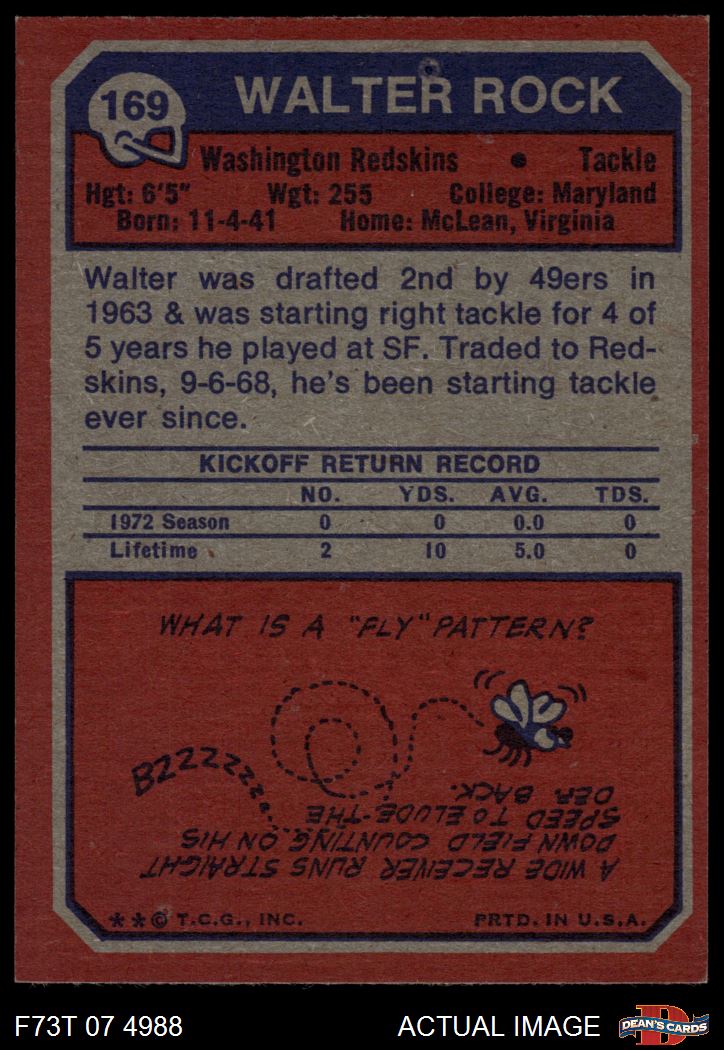 169
WALTER ROCK
Washington Redskins • Tackle
Hgt: 6'5" Wgt: 255 College: Maryland
Born: 11-4-41 Home: McLean, Virginia
Walter was drafted 2nd by 49ers in
1963 & was starting right tackle for 4 of
5 years he played at SF. Traded to Red-
skins, 9-6-68, he's been starting tackle
ever since.
KICKOFF RETURN RECORD
NO. YDS. AVG. TDS.
1972 Season 0 0 0.0 0
Lifetime 2 10 5.0 0
WHAT IS A "FLY" PATTERN?
BZZZZZZZ...
A WIDE RECEIVER RUNS STRAIGHT
DOWN FIELD COUNTING ON HIS
SPEED TO ELUDE THE
DEF. BACK.
** © T.C.G., INC. PRTD. IN U.S.A.
F73T 07 4988 ACTUAL IMAGE
D
DEAN'S CARDS